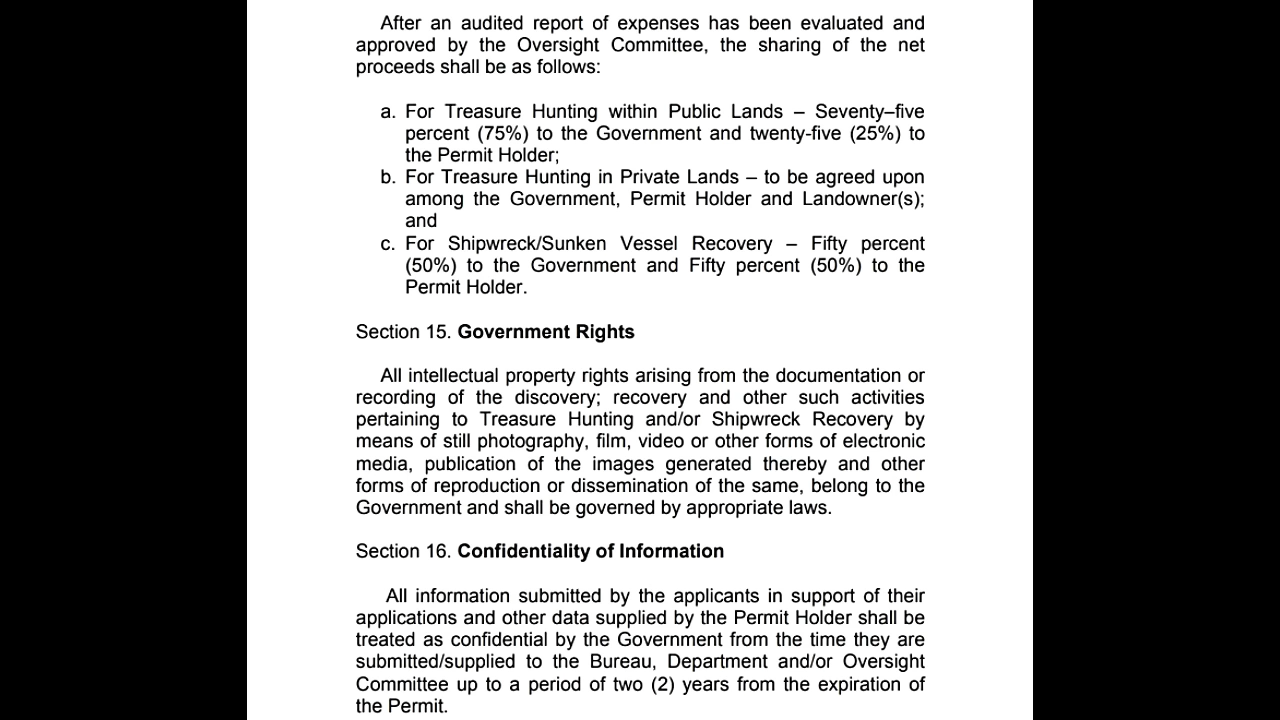 After an audited report of expenses has been evaluated and
approved by the Oversight Committee, the sharing of the net
proceeds shall be as follows:
a. For Treasure Hunting within Public Lands – Seventy–five
percent (75%) to the Government and twenty-five (25%) to
the Permit Holder;
b. For Treasure Hunting in Private Lands – to be agreed upon
among the Government, Permit Holder and Landowner(s);
and
c. For Shipwreck/Sunken Vessel Recovery – Fifty percent
(50%) to the Government and Fifty percent (50%) to the
Permit Holder.
Section 15. Government Rights
All intellectual property rights arising from the documentation or
recording of the discovery; recovery and other such activities
pertaining to Treasure Hunting and/or Shipwreck Recovery by
means of still photography, film, video or other forms of electronic
media, publication of the images generated thereby and other
forms of reproduction or dissemination of the same, belong to the
Government and shall be governed by appropriate laws.
Section 16. Confidentiality of Information
All information submitted by the applicants in support of their
applications and other data supplied by the Permit Holder shall be
treated as confidential by the Government from the time they are
submitted/supplied to the Bureau, Department and/or Oversight
Committee up to a period of two (2) years from the expiration of
the Permit.